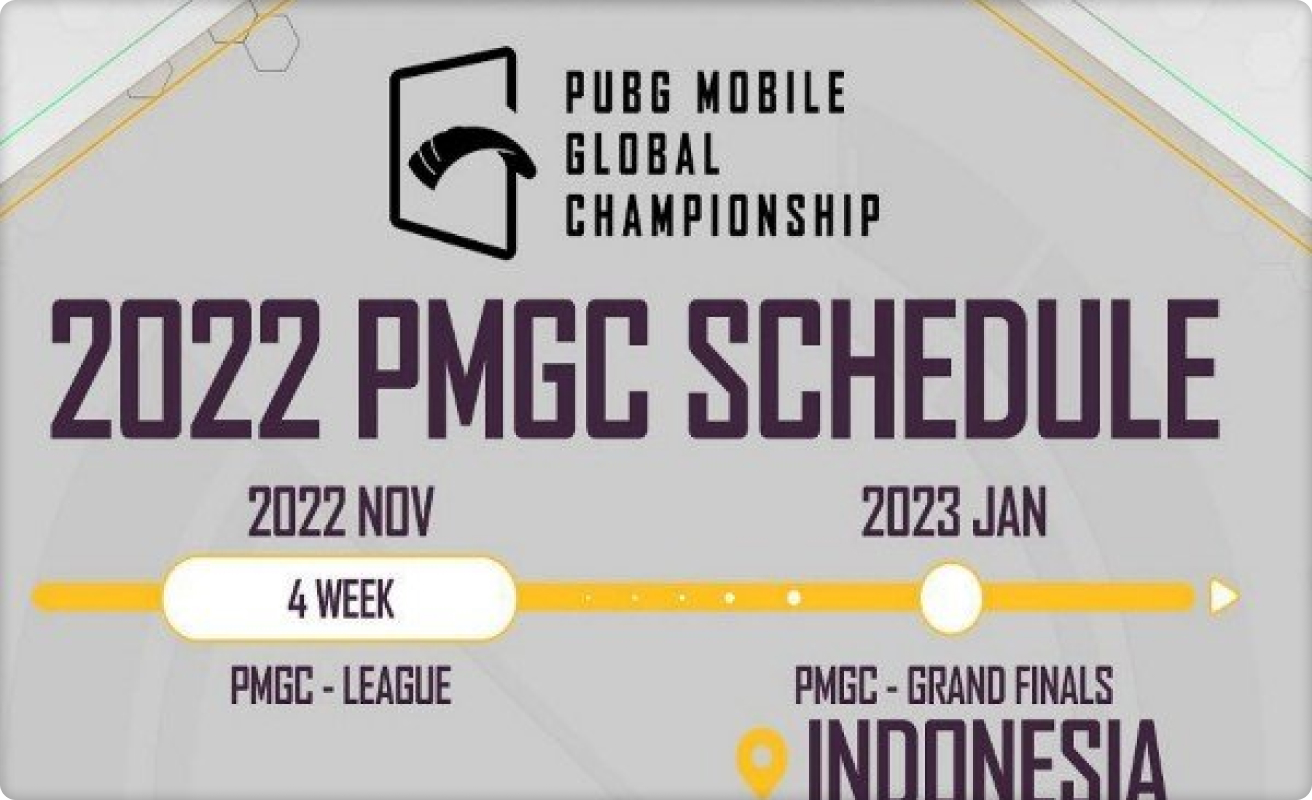 PUBG MOBILE
GLOBAL
CHAMPIONSHIP
2022 PMGC SCHEDULE
2022 NOV
2023 JAN
4 WEEK
PMGC - LEAGUE
PMGC - GRAND FINALS
INDONESIA